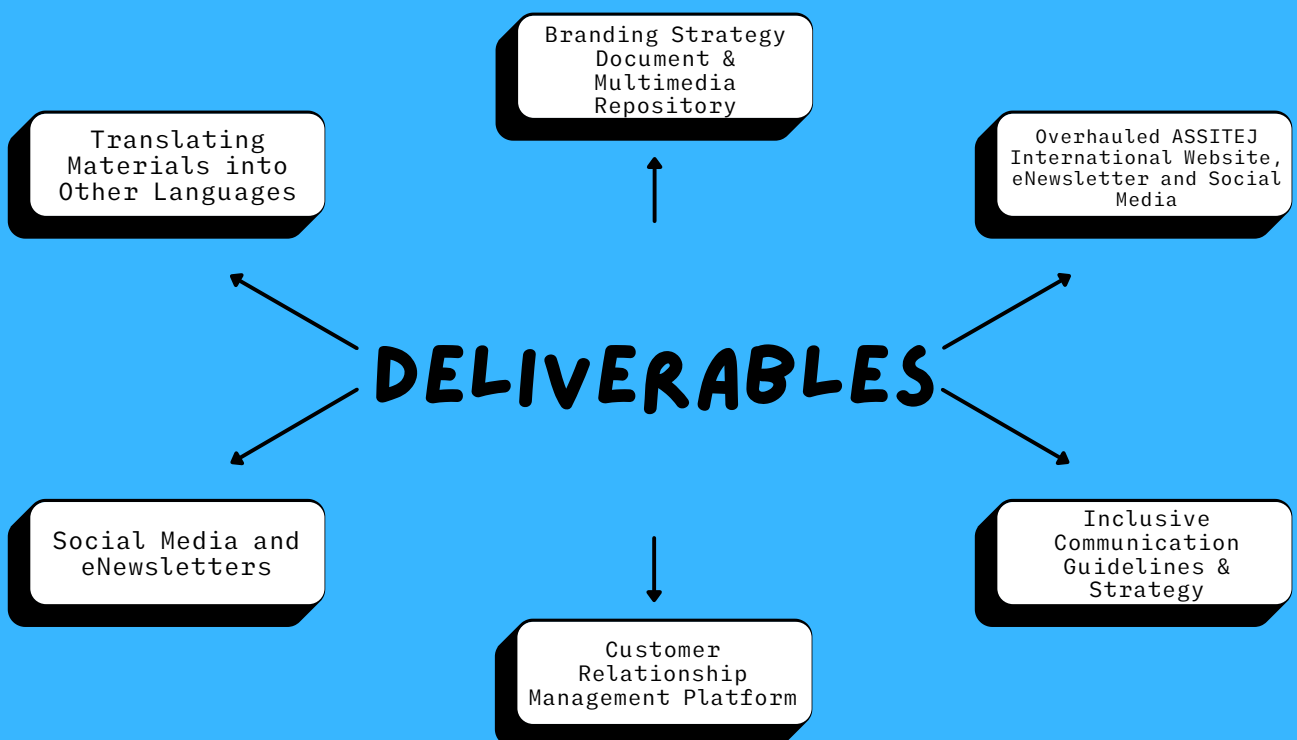 Branding Strategy
Document &
Multimedia
Repository
Translating
Materials into
Other Languages
Overhauled ASSITEJ
International Website,
eNewsletter and Social
Media
DELIVERABLES
Social Media and
eNewsletters
Inclusive
Communication
Guidelines &
Strategy
Customer
Relationship
Management Platform